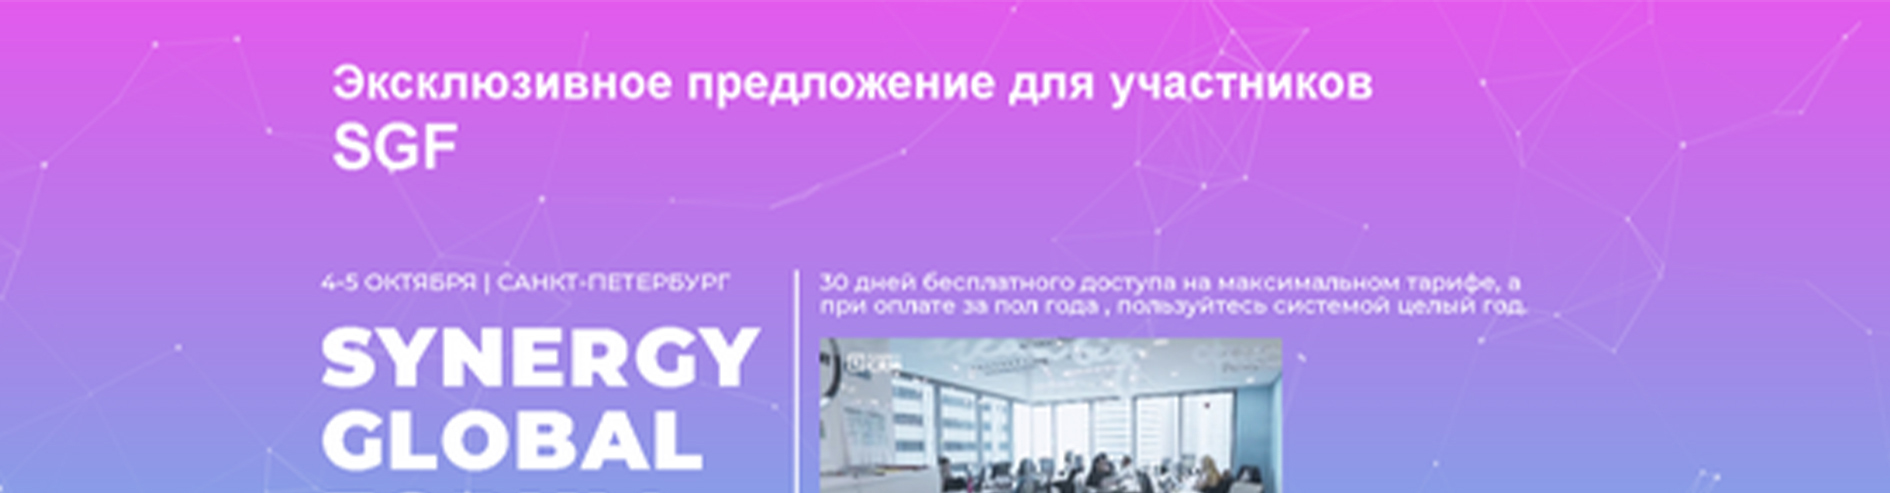 Эксклюзивное предложение для участников
SGF
4-5 ОКТЯБРЯ | САНКТ-ПЕТЕРБУРГ
SYNERGY
GLOBAL
30 дней бесплатного доступа на максимальном тарифе, а
при оплате за пол года , пользуйтесь системой целый год.